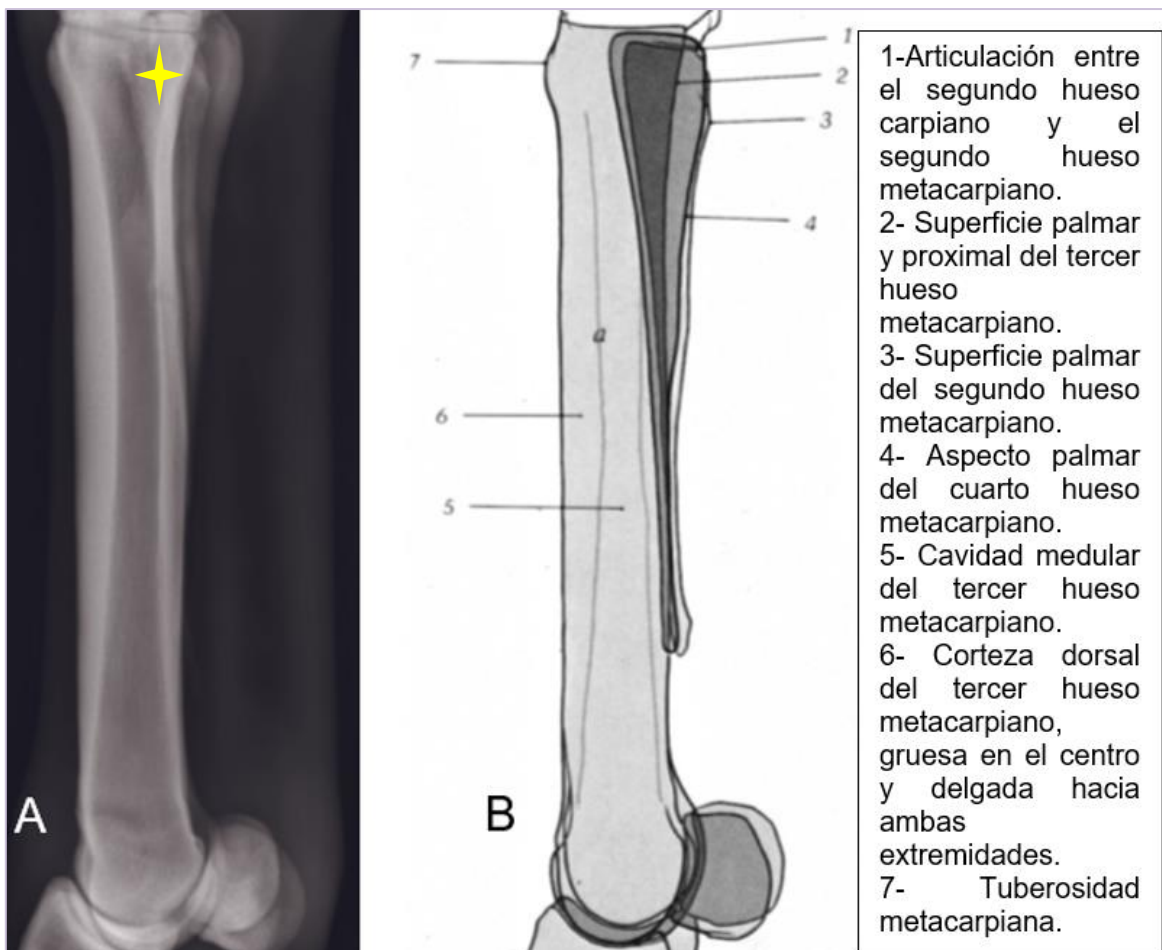 7
1
2
3
4
a
6
5
A
B
1-Articulación entre
el segundo hueso
carpiano y el
segundo hueso
metacarpiano.
2- Superficie palmar
y proximal del tercer
hueso
metacarpiano.
3- Superficie palmar
del segundo hueso
metacarpiano.
4- Aspecto palmar
del cuarto hueso
metacarpiano.
5- Cavidad medular
del tercer hueso
metacarpiano.
6- Corteza dorsal
del tercer hueso
metacarpiano,
gruesa en el centro
y delgada hacia
ambas
extremidades.
7- Tuberosidad
metacarpiana.